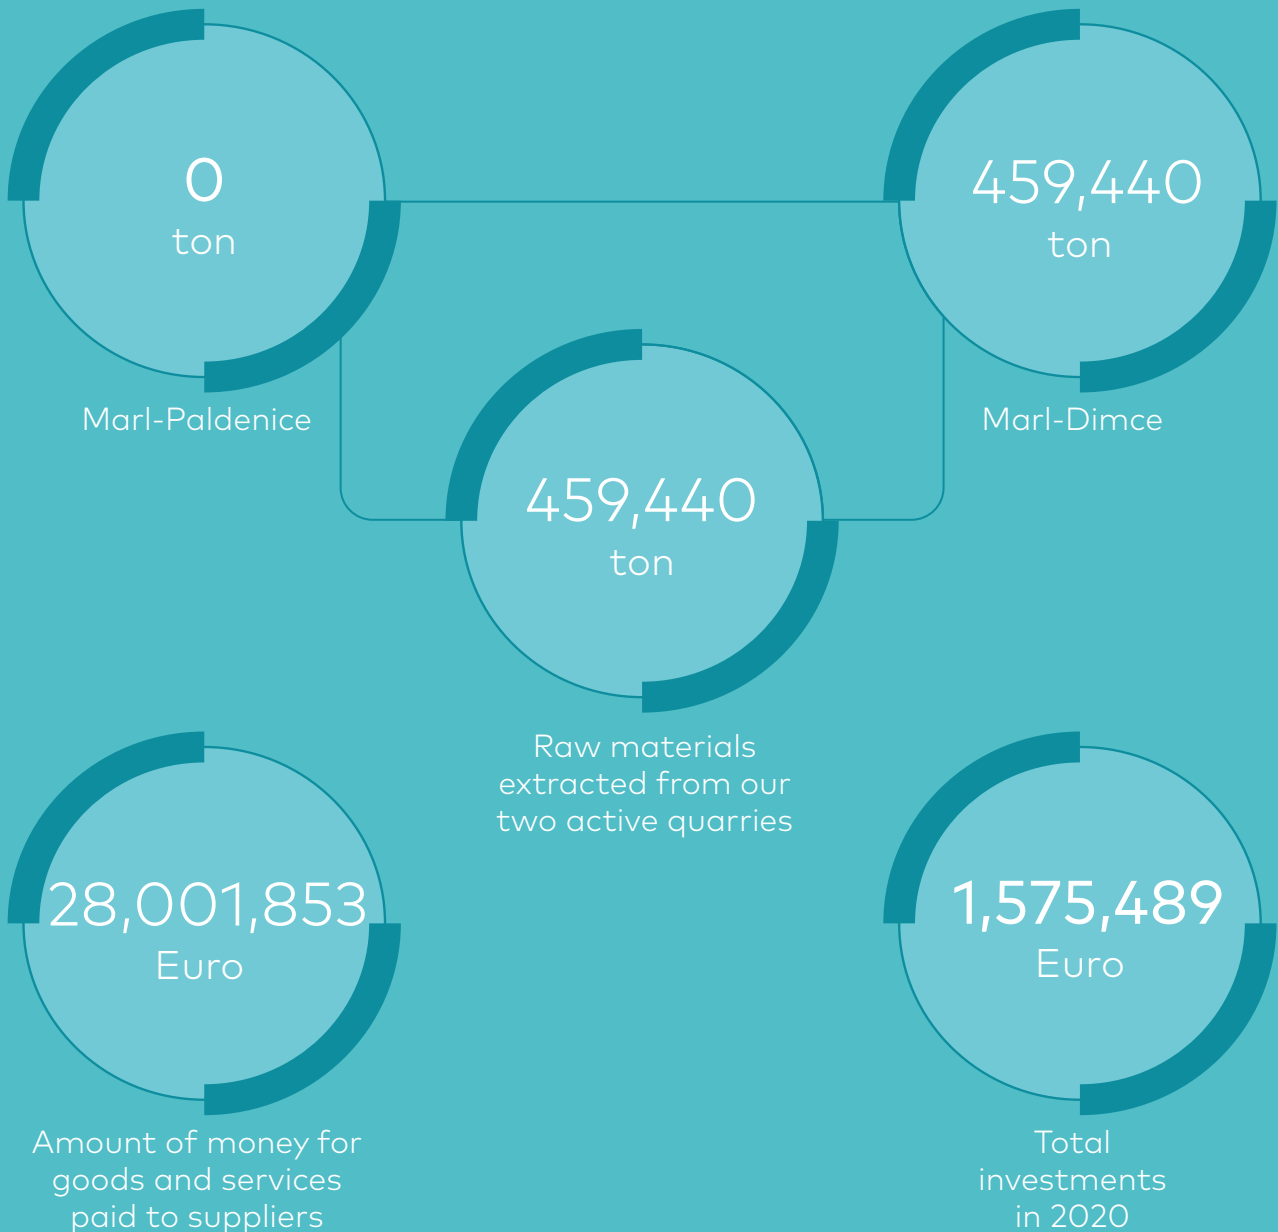 0
ton
Marl-Paldenice
459,440
ton
Marl-Dimce
459,440
ton
Raw materials
extracted from our
two active quarries
28,001,853
Euro
Amount of money for
goods and services
paid to suppliers
1,575,489
Euro
Total
investments
in 2020